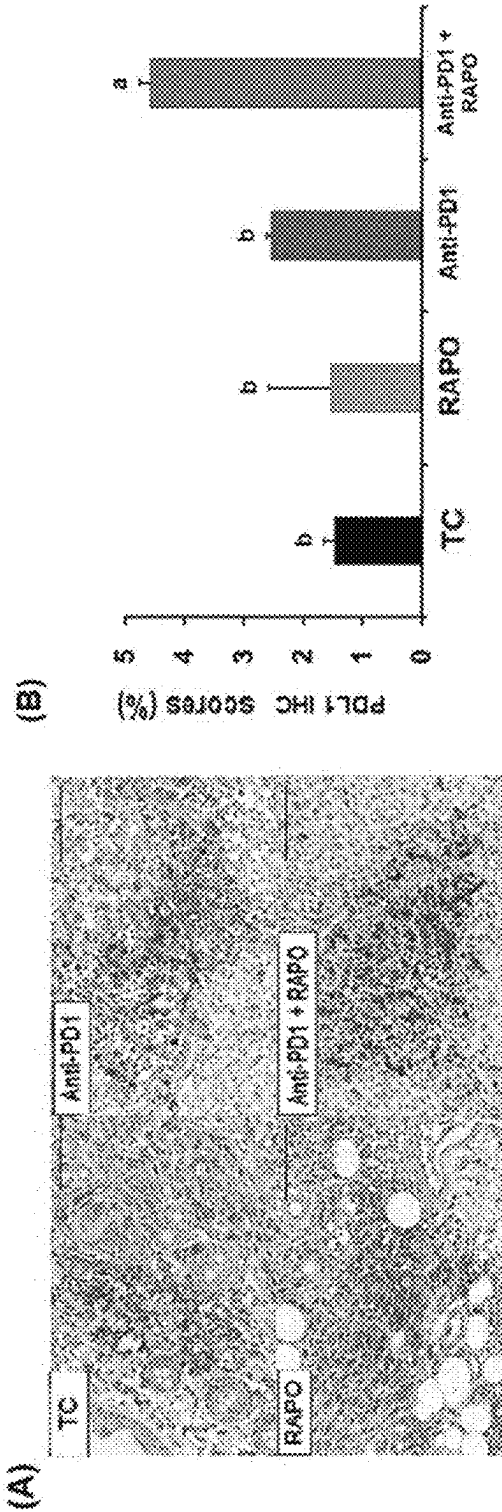 (A)
TC
Anti-PD1
RAPO
Anti-PD1 + RAPO
(B)
PDL1 IHC scores (%)
5
4
3
2
1
0
b
b
b
a
TC
RAPO
Anti-PD1
Anti-PD1 +
RAPO